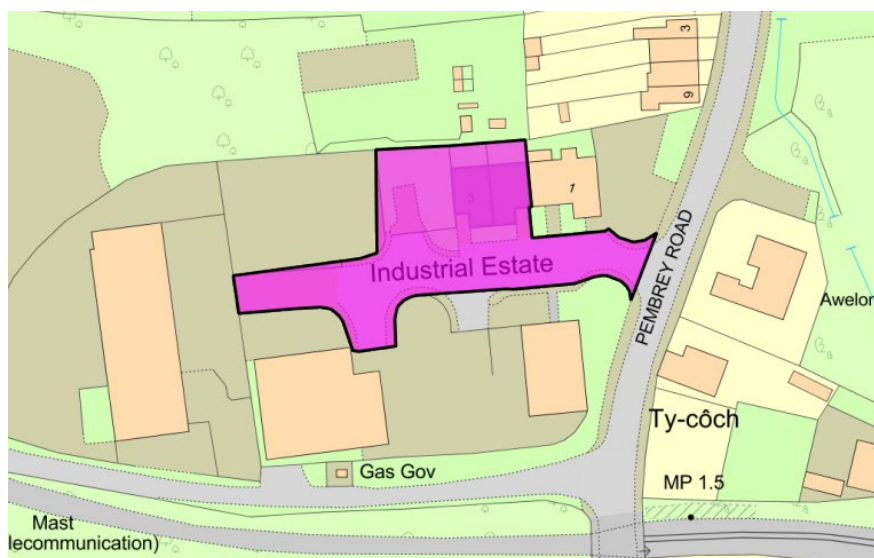 3
9
3
1
Industrial Estate
PEMBREY ROAD
Awelon
Ty-côch
Gas Gov
MP 1.5
Mast
lecommunication)